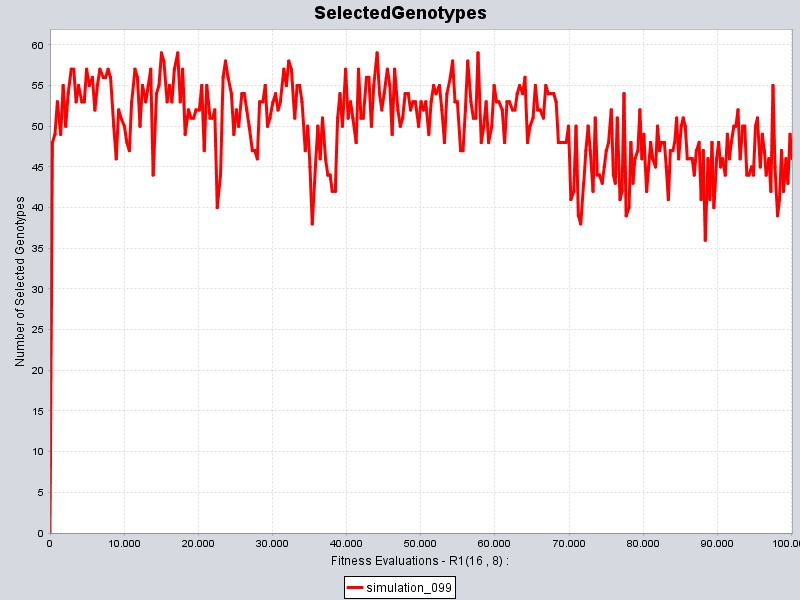 SelectedGenotypes
60
55
50
45
40
35
30
25
20
15
10
5
0
Number of Selected Genotypes
0 10.000 20.000 30.000 40.000 50.000 60.000 70.000 80.000 90.000 100.00
Fitness Evaluations - R1(16 , 8) :
simulation_099